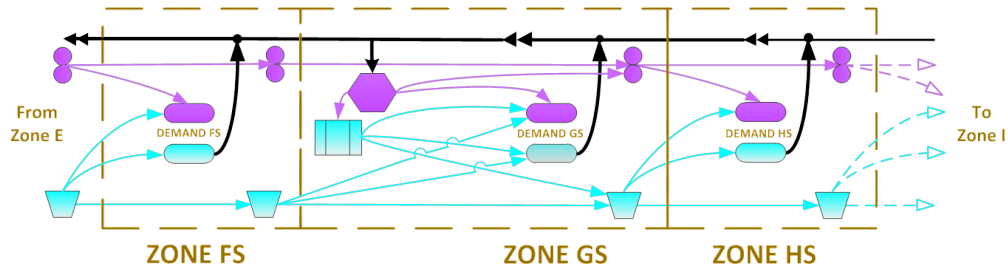 From
Zone E
DEMAND FS
DEMAND GS
DEMAND HS
To
Zone I
ZONE FS
ZONE GS
ZONE HS